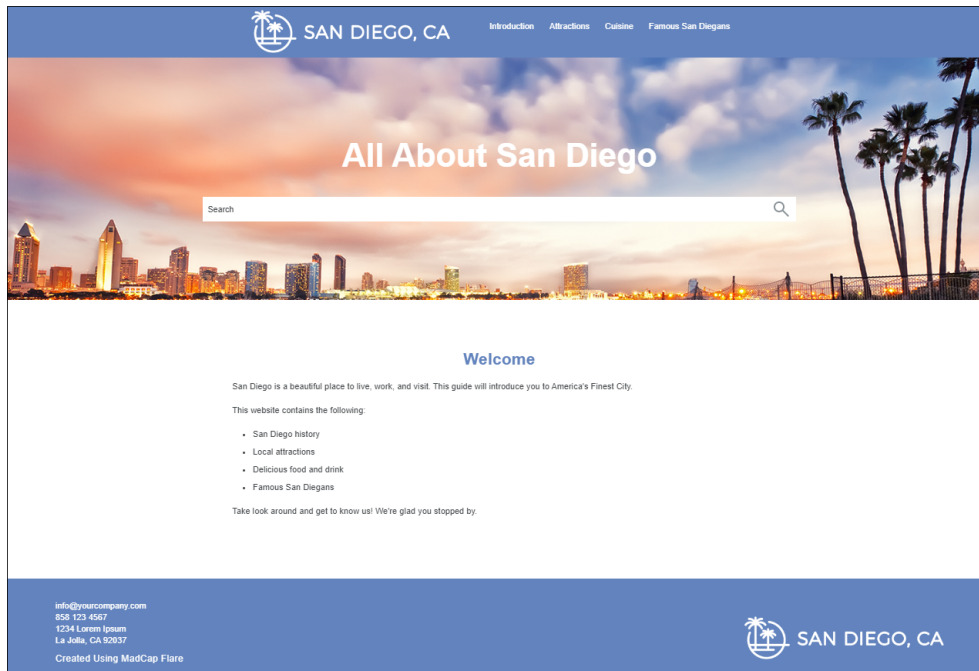 SAN DIEGO, CA
Introduction Attractions Cuisine Famous San Diegans
All About San Diego
Search
Welcome
San Diego is a beautiful place to live, work, and visit. This guide will introduce you to America's Finest City.
This website contains the following:
• San Diego history
• Local attractions
• Delicious food and drink
• Famous San Diegans
Take look around and get to know us! We're glad you stopped by.
info@yourcompany.com
858 123 4567
1234 Lorem Ipsum
La Jolla, CA 92037
Created Using MadCap Flare
SAN DIEGO, CA